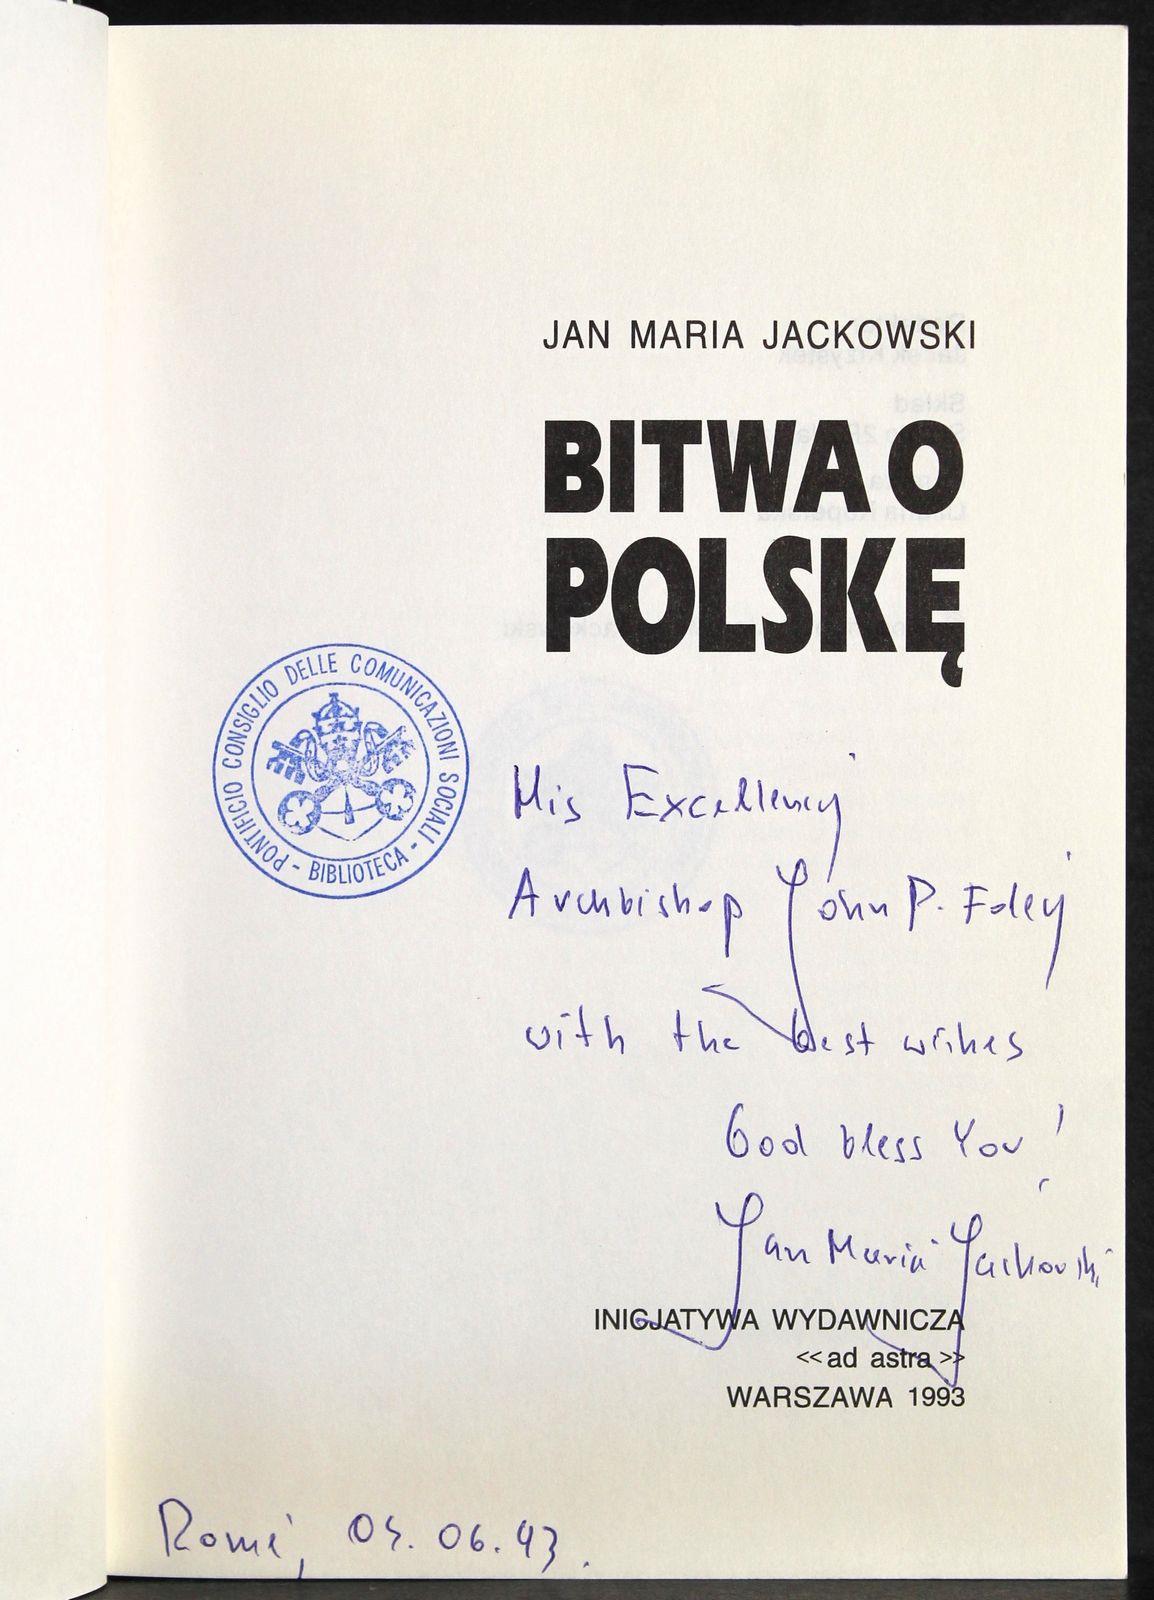 JAN MARIA JACKOWSKI
BITWA O
POLSKĘ
PONTIFICIO CONSIGLIO DELLE COMUNICAZIONI SOCIALI - BIBLIOTECA -
His Excellency
Archbishop John P. Foley
with the best wishes
God bless You!
Jan Maria Jackowski
INICJATYWA WYDAWNICZA
<<ad astra>>
WARSZAWA 1993
Rome, 04. 06. 93.